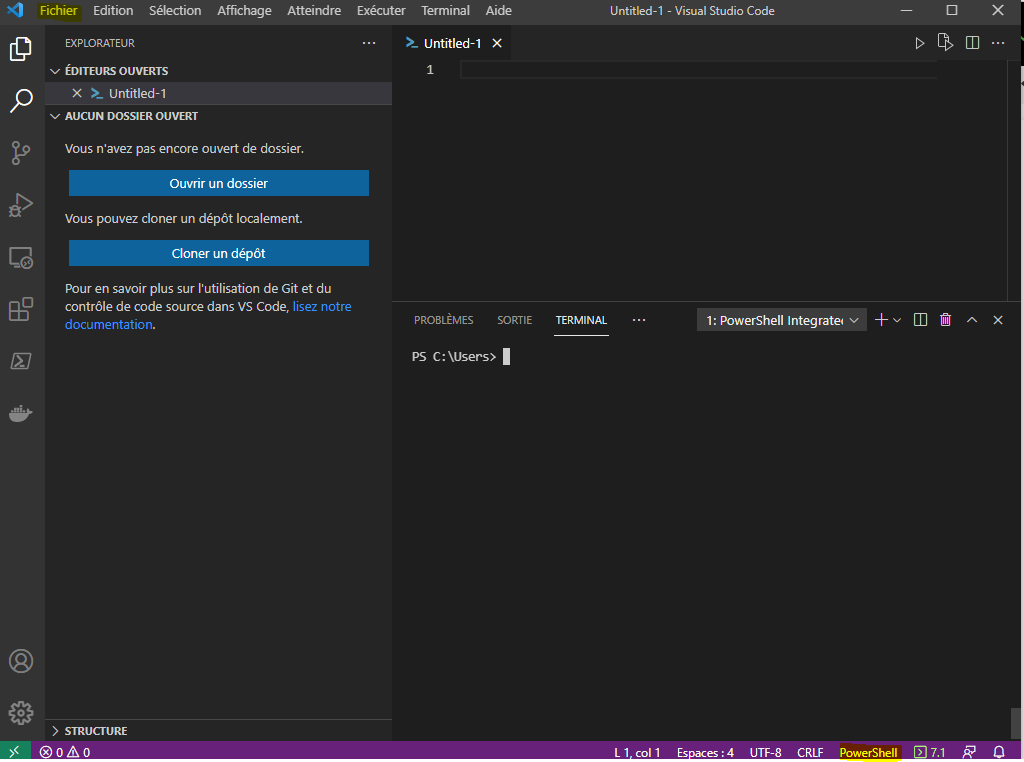 Fichier Edition Sélection Affichage Atteindre Exécuter Terminal Aide Untitled-1 - Visual Studio Code
EXPLORATEUR
ÉDITEURS OUVERTS
Untitled-1
AUCUN DOSSIER OUVERT
Vous n'avez pas encore ouvert de dossier.
Ouvrir un dossier
Vous pouvez cloner un dépôt localement.
Cloner un dépôt
Pour en savoir plus sur l'utilisation de Git et du
contrôle de code source dans VS Code, lisez notre
documentation.
STRUCTURE
Untitled-1
1
PROBLÈMES SORTIE TERMINAL 1: PowerShell Integrate
PS C:\Users>
0 0 L 1, col 1 Espaces : 4 UTF-8 CRLF PowerShell 7.1